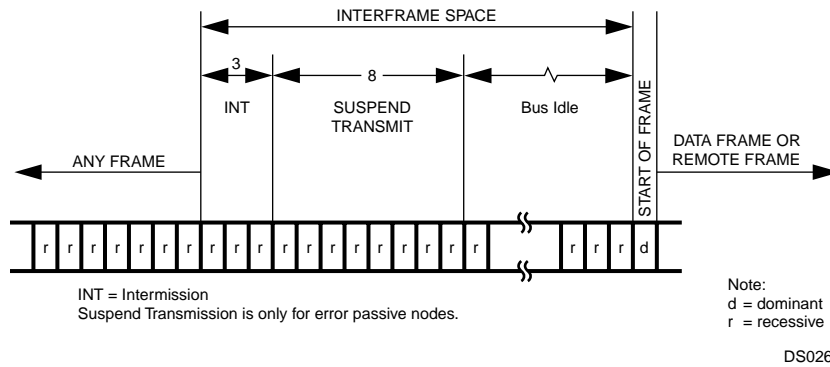 INTERFRAME SPACE
3
8
INT
SUSPEND
TRANSMIT
Bus Idle
START OF FRAME
ANY FRAME
DATA FRAME OR
REMOTE FRAME
r r r r r r r r r r r r r r r r r r r r r r d
INT = Intermission
Suspend Transmission is only for error passive nodes.
Note:
d = dominant
r = recessive
DS026